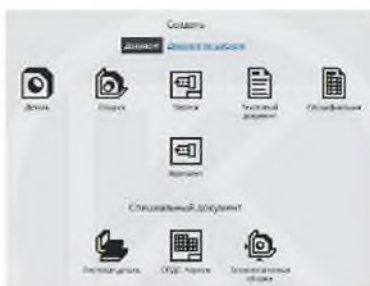 Создать
Документ Документ по шаблону
Деталь Сборка Чертеж Текстовый документ Спецификация
Фрагмент
Специальный документ
Листовая деталь СПДС. Чертеж Технологическая сборка